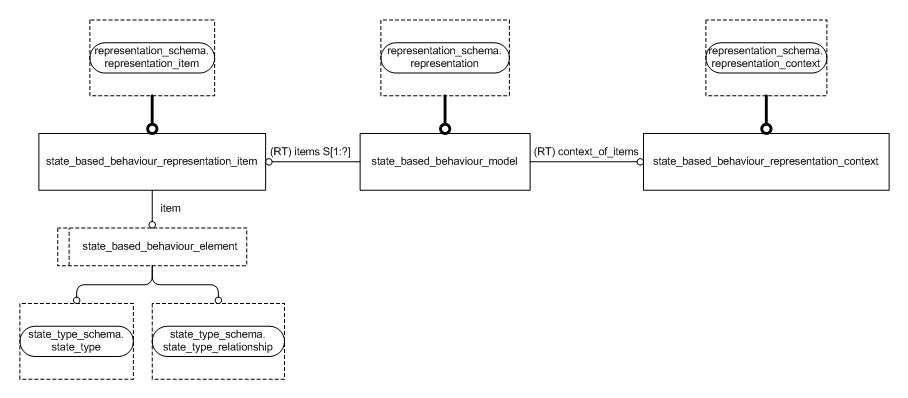 representation_schema.
representation_item
representation_schema.
representation
representation_schema.
representation_context
state_based_behaviour_representation_item
(RT) items S[1:?]
state_based_behaviour_model
(RT) context_of_items
state_based_behaviour_representation_context
item
state_based_behaviour_element
state_type_schema.
state_type
state_type_schema.
state_type_relationship